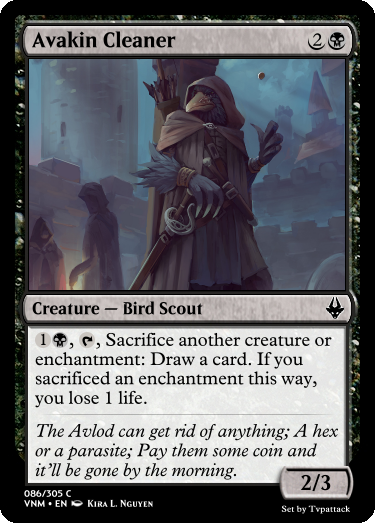 Avakin Cleaner 2
Creature — Bird Scout
1, , Sacrifice another creature or
enchantment: Draw a card. If you
sacrificed an enchantment this way,
you lose 1 life.
The Avlod can get rid of anything; A hex
or a parasite; Pay them some coin and
it'll be gone by the morning.
2/3
086/305 C
VNM • EN Kira L. Nguyen
Set by Tvpattack